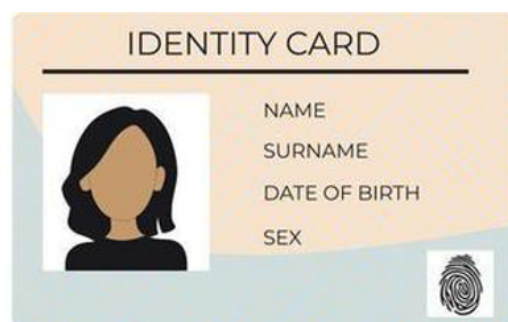 IDENTITY CARD
NAME
SURNAME
DATE OF BIRTH
SEX